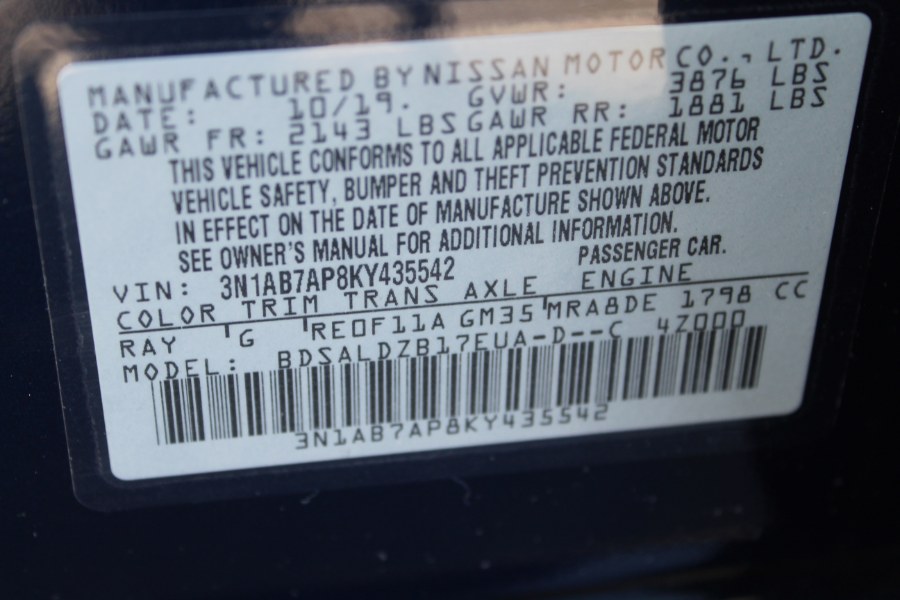 MANUFACTURED BY NISSAN MOTOR CO., LTD.
DATE: 10/19. GVWR: 3876 LBS
GAWR FR: 2143 LBS GAWR RR: 1881 LBS
THIS VEHICLE CONFORMS TO ALL APPLICABLE FEDERAL MOTOR
VEHICLE SAFETY, BUMPER AND THEFT PREVENTION STANDARDS
IN EFFECT ON THE DATE OF MANUFACTURE SHOWN ABOVE.
SEE OWNER'S MANUAL FOR ADDITIONAL INFORMATION.
VIN: 3N1AB7AP8KY435542 PASSENGER CAR.
COLOR TRIM TRANS AXLE ENGINE
RAY G RE0F11A GM35 MRA8DE 1798 CC
MODEL: BDSALDZB17EUA-D--C 4Z000
3N1AB7AP8KY435542